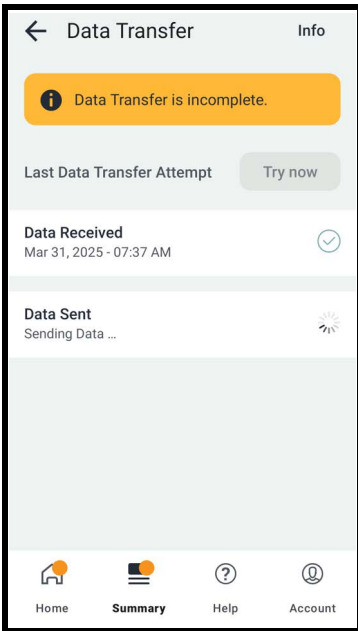 Data Transfer
Info
Data Transfer is incomplete.
Last Data Transfer Attempt
Try now
Data Received
Mar 31, 2025 - 07:37 AM
Data Sent
Sending Data ...
Home
Summary
Help
Account